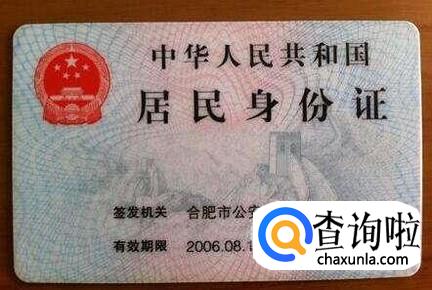 中华人民共和国
居民身份证
签发机关 合肥市公安
有效期限 2006.08.
查询啦
chaxunla.com